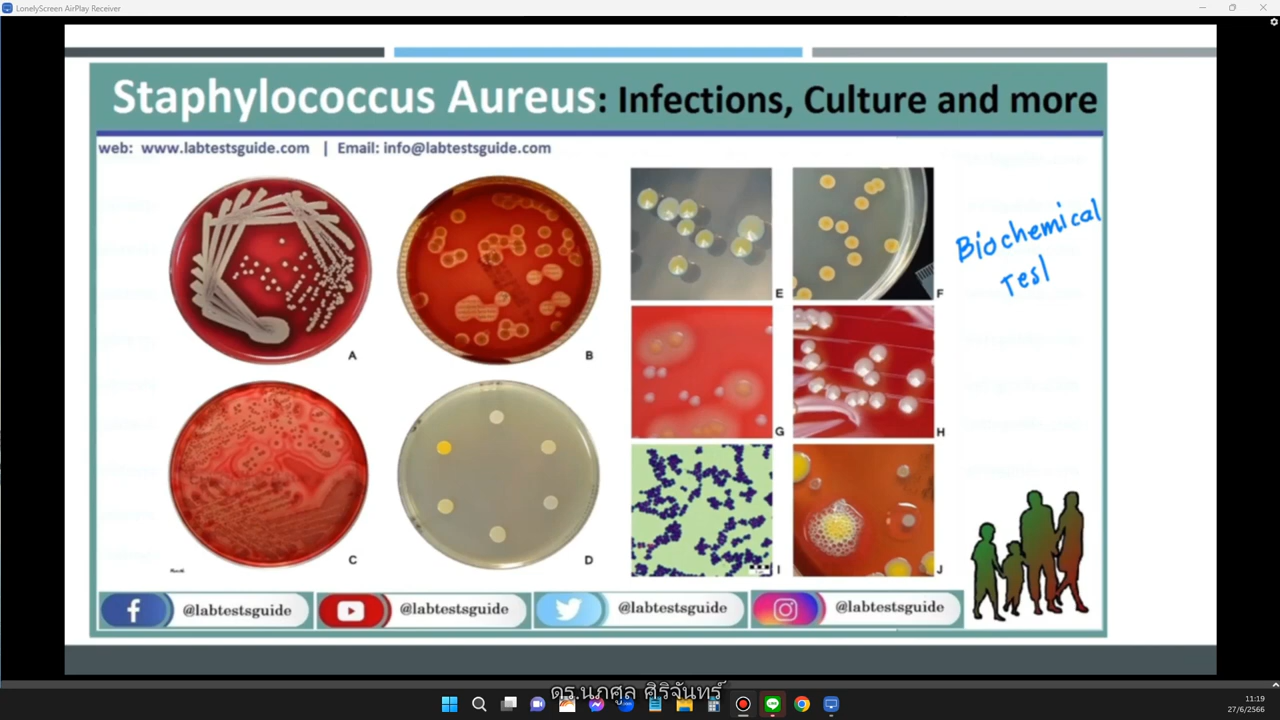 LonelyScreen AirPlay Receiver
Staphylococcus Aureus: Infections, Culture and more
web: www.labtestsguide.com | Email: info@labtestsguide.com
A
B
E
F
Biochemical
Test
G
H
C
D
I
J
@labtestsguide
@labtestsguide
@labtestsguide
@labtestsguide
ดร.นภศูล ศิริจันทร์
11:19
27/6/2566